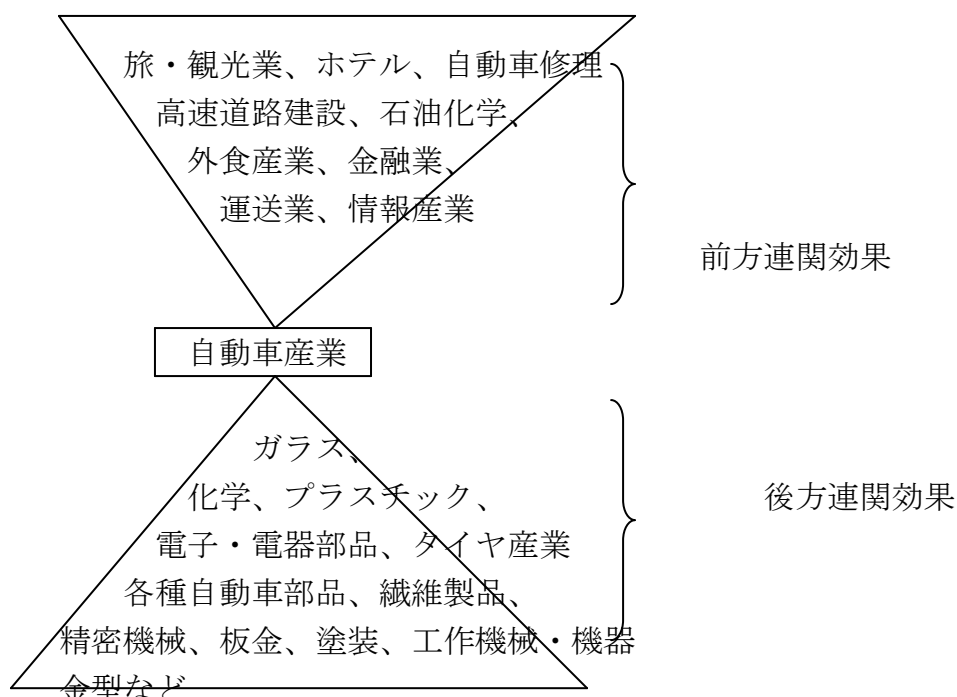 旅・観光業、ホテル、自動車修理
高速道路建設、石油化学、
外食産業、金融業、
運送業、情報産業
前方連関効果
自動車産業
ガラス、
化学、プラスチック、
後方連関効果
電子・電器部品、タイヤ産業
各種自動車部品、繊維製品、
精密機械、板金、塗装、工作機械・機器
金型など